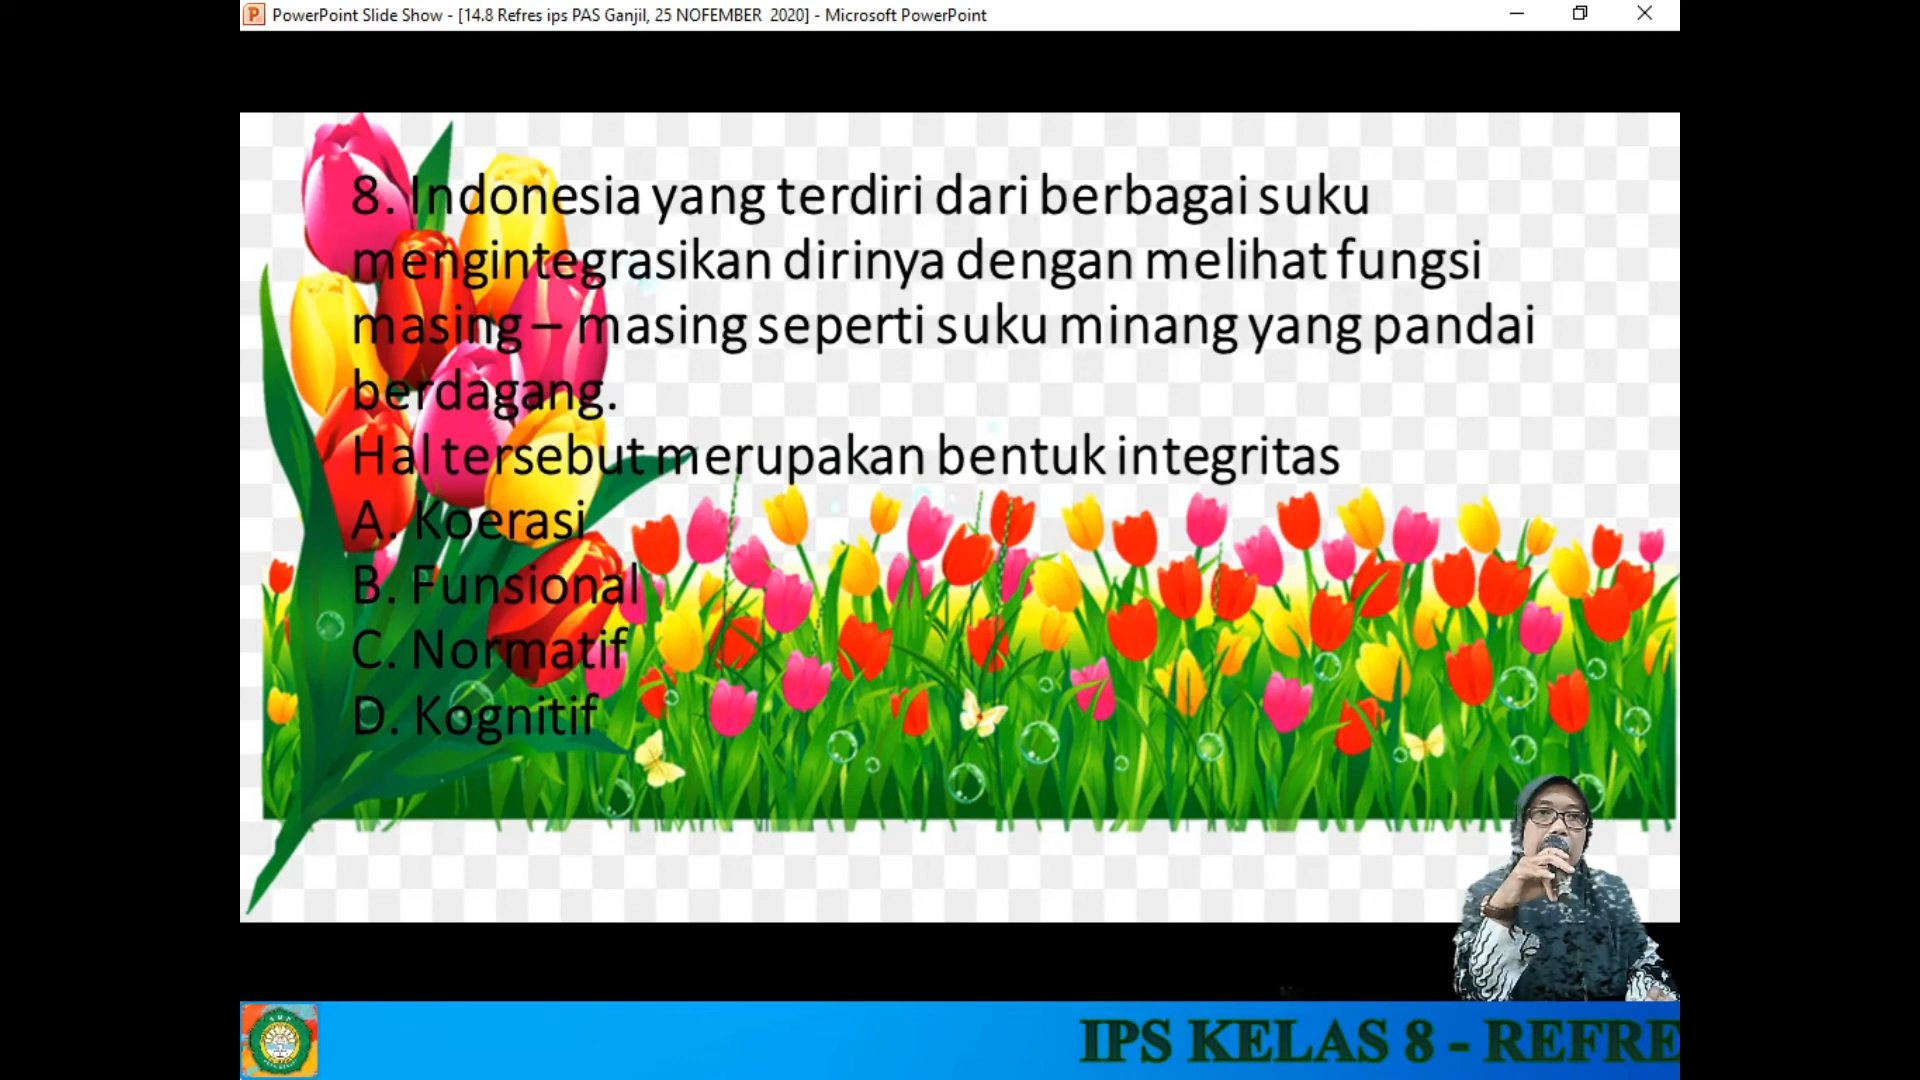 PowerPoint Slide Show - [14.8 Refres ips PAS Ganjil, 25 NOFEMBER 2020] - Microsoft PowerPoint
8. Indonesia yang terdiri dari berbagai suku
mengintegrasikan dirinya dengan melihat fungsi
masing – masing seperti suku minang yang pandai
berdagang.
Hal tersebut merupakan bentuk integritas
A. Koerasi
B. Funsional
C. Normatif
D. Kognitif
IPS KELAS 8 - REFRE